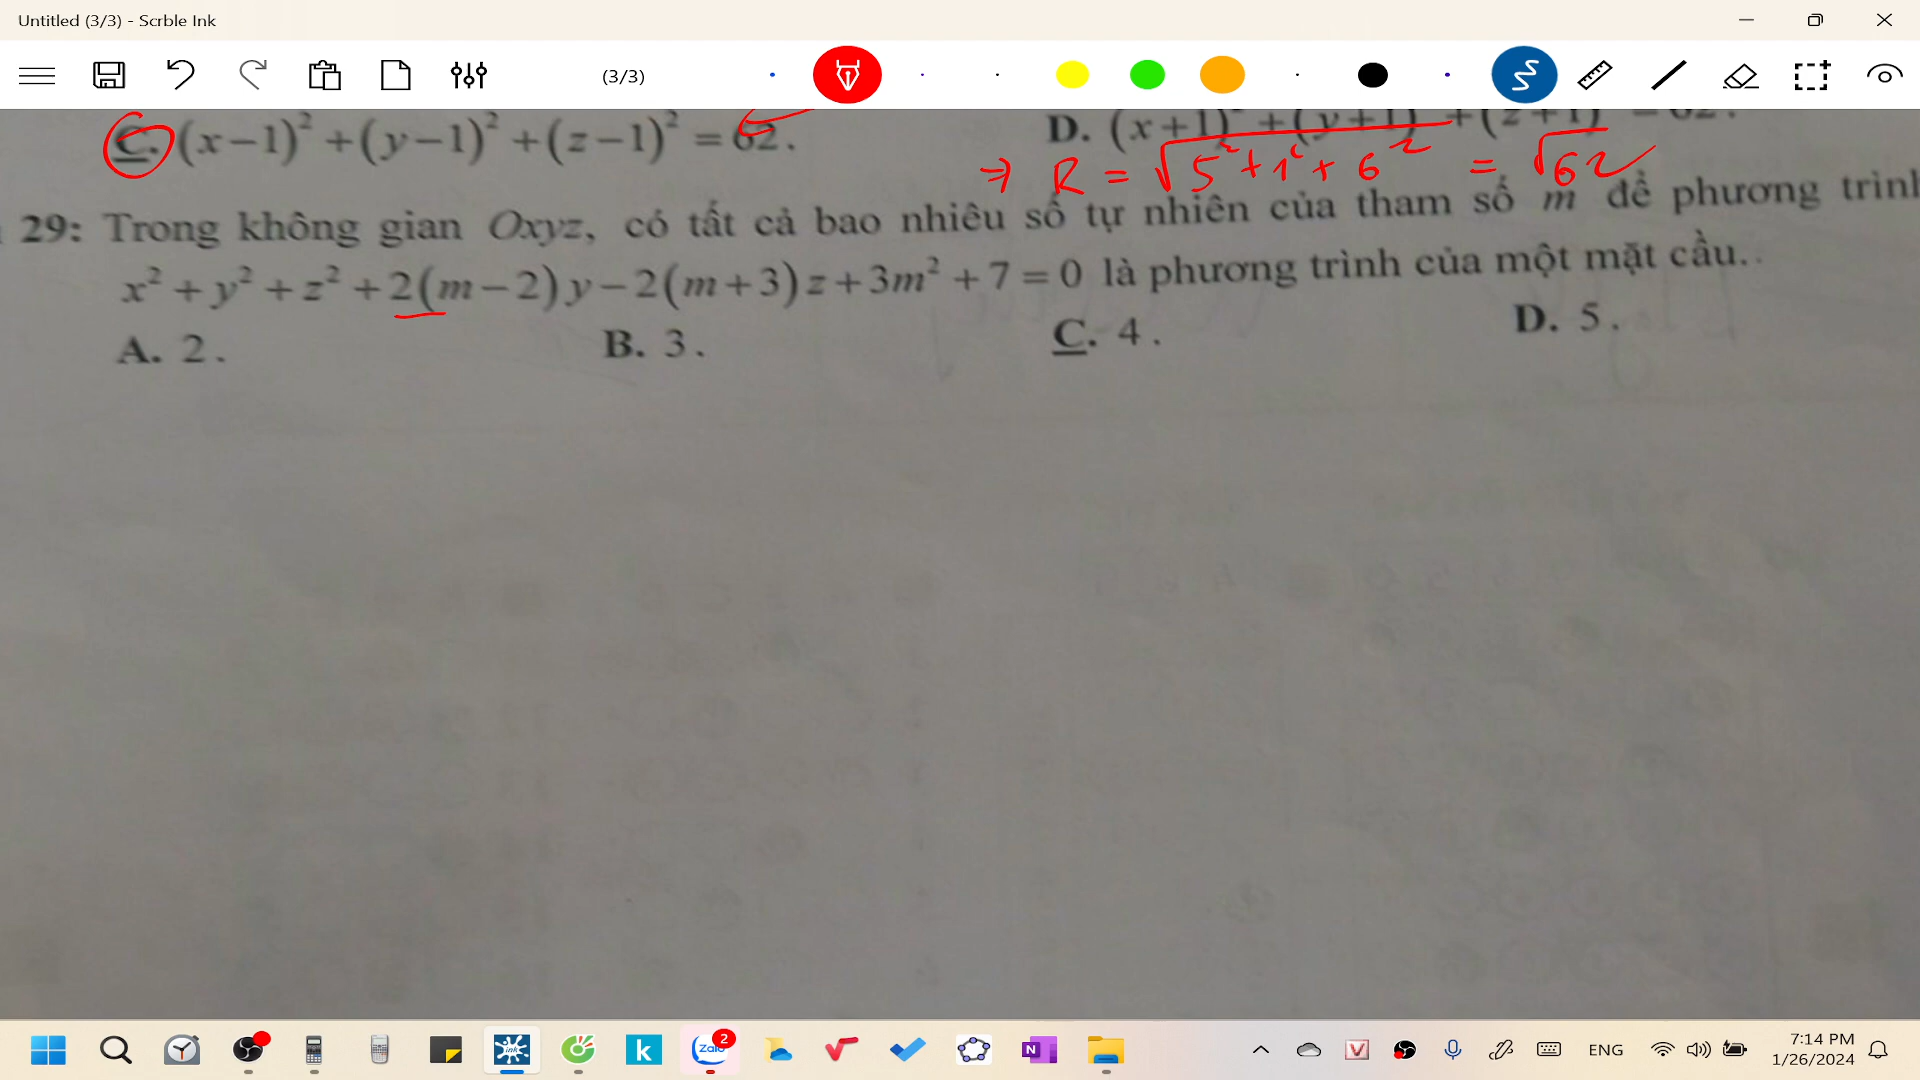 Untitled (3/3) - Scrble Ink
(3/3)
C. (x−1)² +(y−1)² +(z−1)² = 62.
D. (x+1)² +(y+1)² +(z+1)² = 62.
⇒ R = √5²+1²+6² = √62
29: Trong không gian Oxyz, có tất cả bao nhiêu số tự nhiên của tham số m để phương trình
x² + y² + z² + 2(m−2)y − 2(m+3)z + 3m² + 7 = 0 là phương trình của một mặt cầu.
A. 2. B. 3. C. 4. D. 5.
Zalo 2
ENG
7:14 PM
1/26/2024